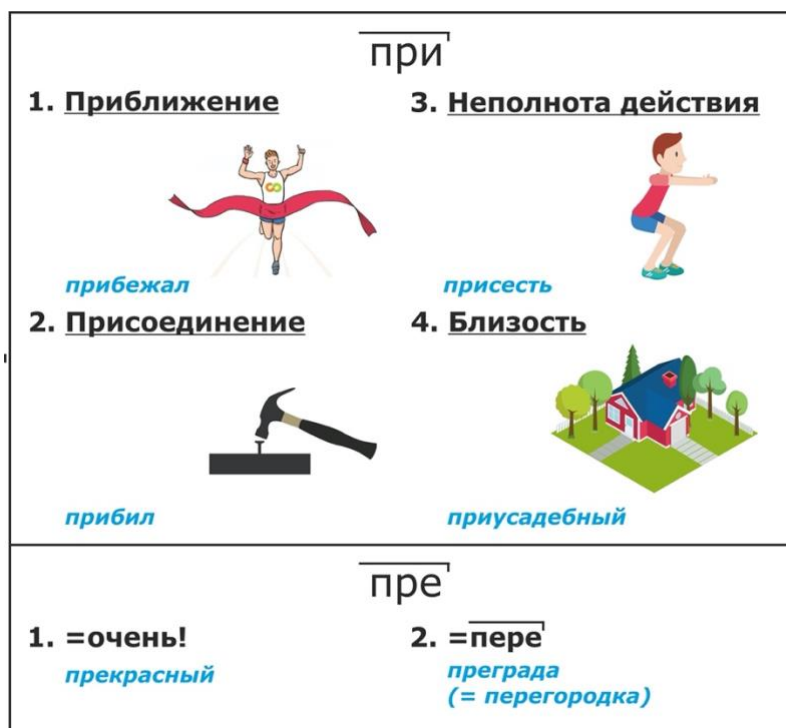 при
1. Приближение
прибежал
2. Присоединение
прибил
3. Неполнота действия
присесть
4. Близость
приусадебный
пре
1. =очень!
прекрасный
2. =пере
преграда
(= перегородка)